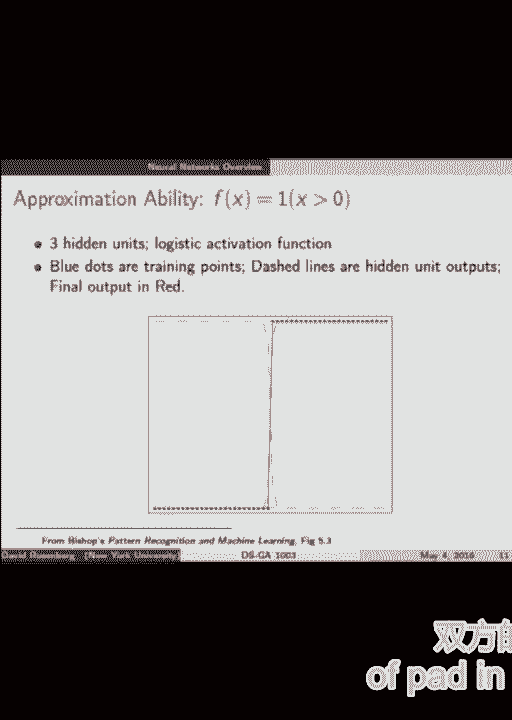 Neural Networks Overview
Approximation Ability: f(x) = 1(x > 0)
3 hidden units; logistic activation function
Blue dots are training points; Dashed lines are hidden unit outputs;
Final output in Red.
From Bishop's Pattern Recognition and Machine Learning, Fig 5.3
David Rosenberg (New York University) DS-GA 1003 May 4, 2016 11
双方的
of pad in